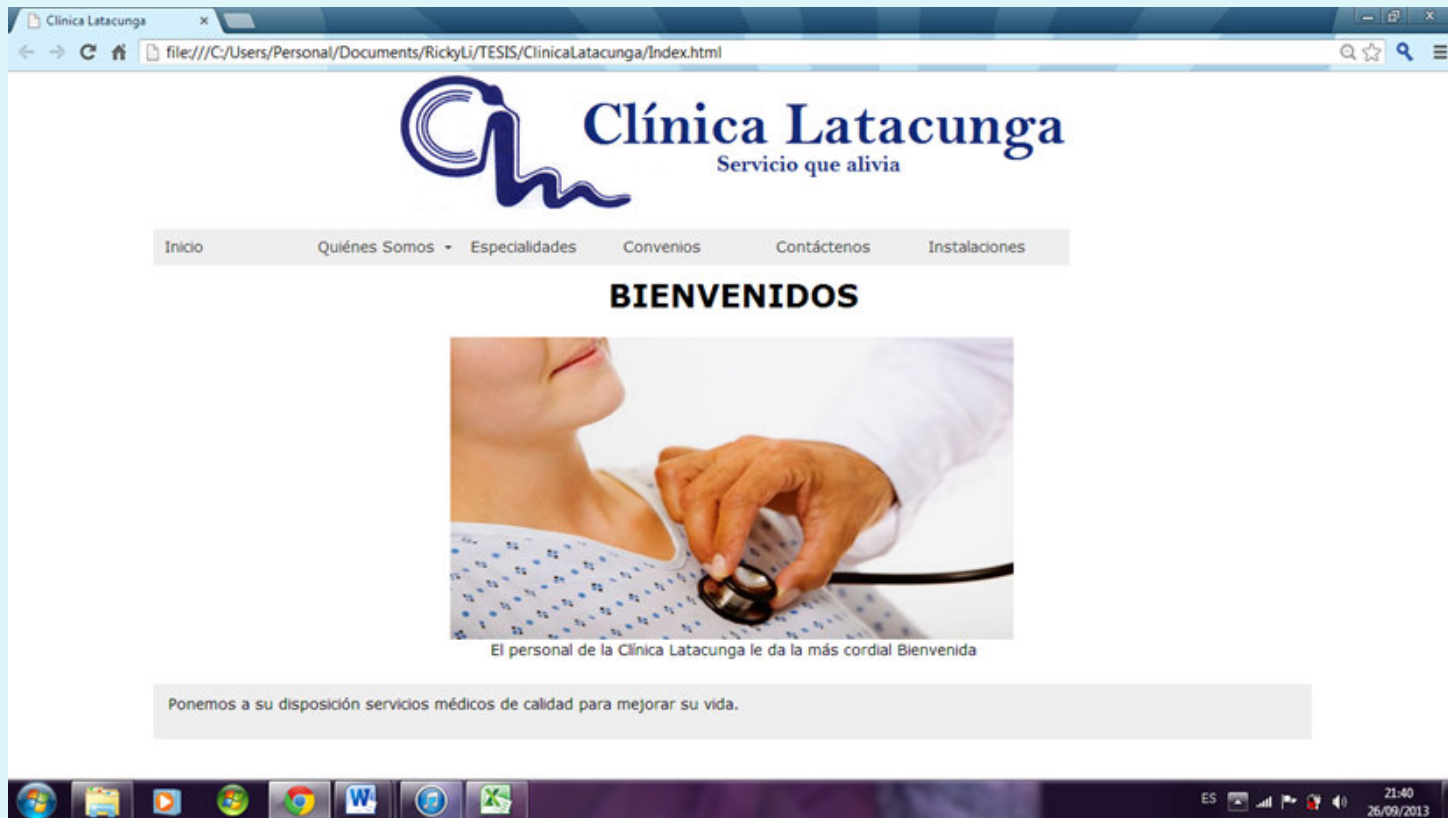 Clínica Latacunga
file:///C:/Users/Personal/Documents/RickyLi/TESIS/ClinicaLatacunga/Index.html
Clínica Latacunga
Servicio que alivia
Inicio Quiénes Somos Especialidades Convenios Contáctenos Instalaciones
BIENVENIDOS
El personal de la Clínica Latacunga le da la más cordial Bienvenida
Ponemos a su disposición servicios médicos de calidad para mejorar su vida.
ES 21:40
26/09/2013